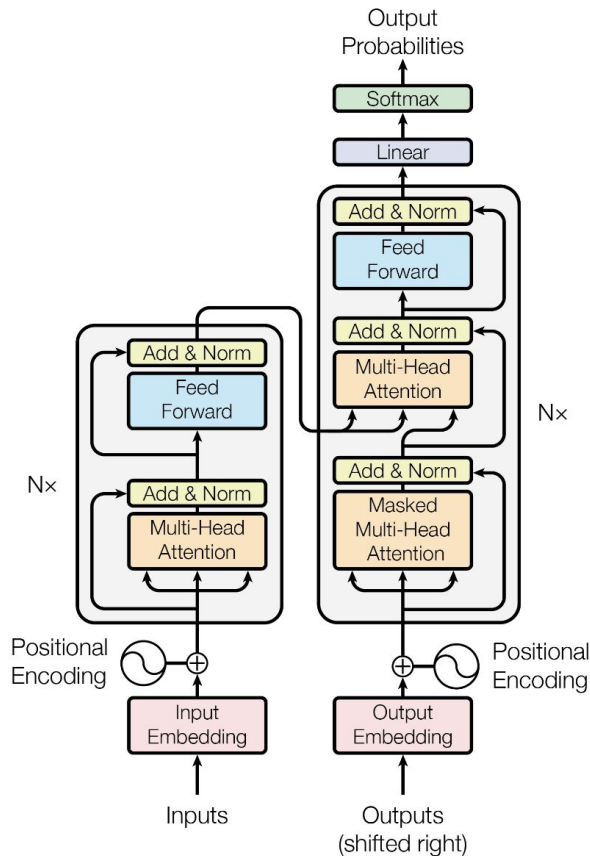 Output
Probabilities
Softmax
Linear
Add & Norm
Feed
Forward
Add & Norm
Multi-Head
Attention
Add & Norm
Masked
Multi-Head
Attention
N×
Add & Norm
Feed
Forward
Add & Norm
Multi-Head
Attention
N×
Positional
Encoding
Positional
Encoding
Input
Embedding
Output
Embedding
Inputs
Outputs
(shifted right)